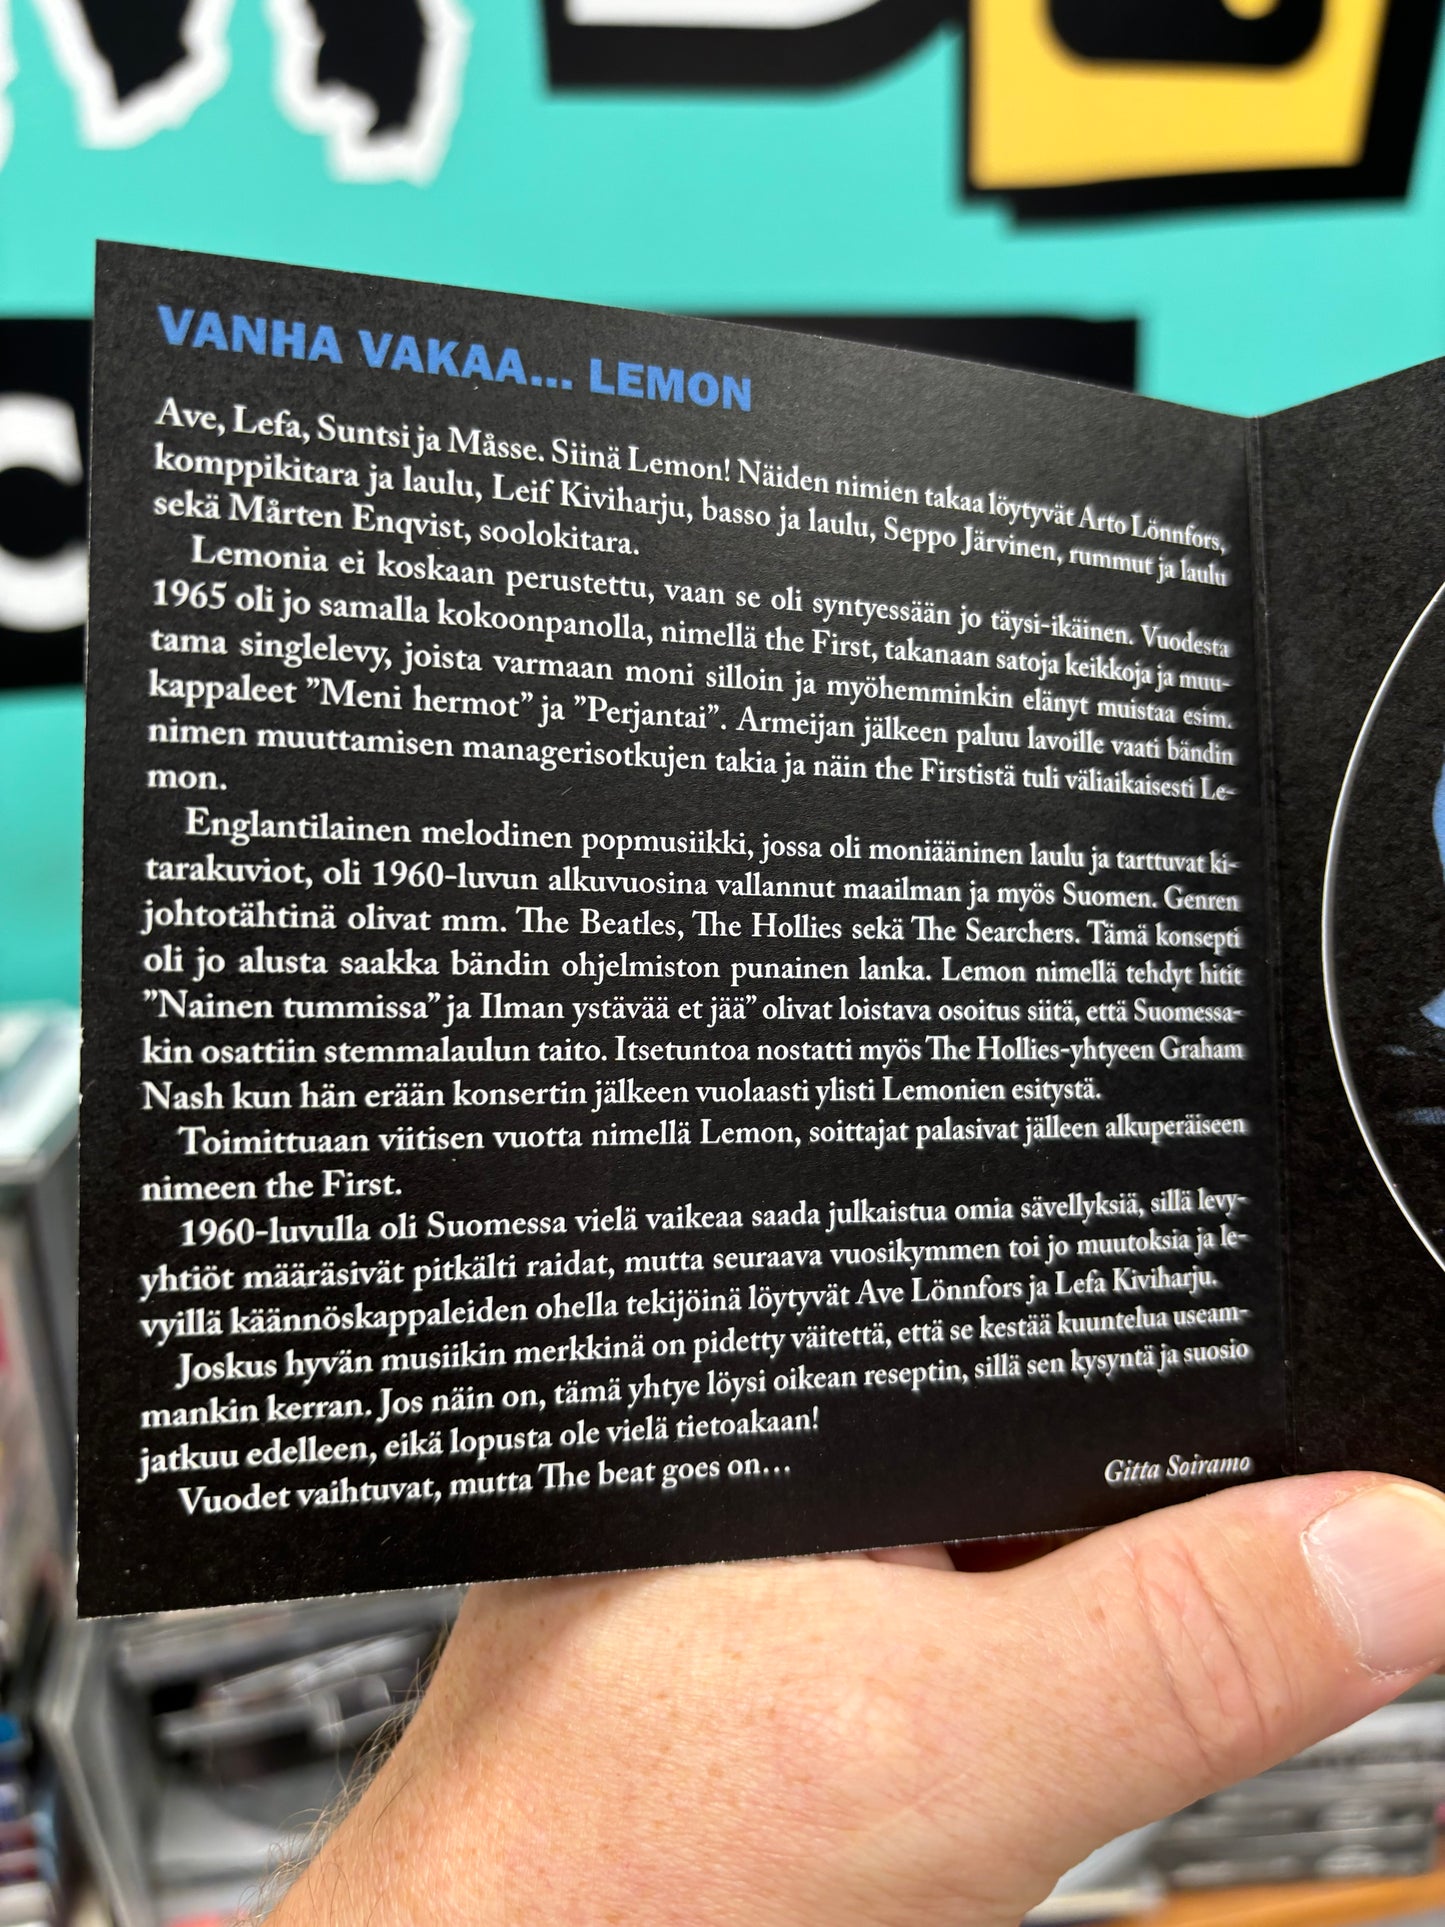 VANHA VAKAA... LEMON
Ave, Lefa, Suntsi ja Måsse. Siinä Lemon! Näiden nimien takaa löytyvät Arto Lönnfors,
komppikitara ja laulu, Leif Kiviharju, basso ja laulu, Seppo Järvinen, rummut ja laulu
sekä Mårten Enqvist, soolokitara.
Lemonia ei koskaan perustettu, vaan se oli syntyessään jo täysi-ikäinen. Vuodesta
1965 oli jo samalla kokoonpanolla, nimellä the First, takanaan satoja keikkoja ja muu-
tama singlelevy, joista varmaan moni silloin ja myöhemminkin elänyt muistaa esim.
kappaleet ”Meni hermot” ja ”Perjantai”. Armeijan jälkeen paluu lavoille vaati bändin
nimen muuttamisen managerisotkujen takia ja näin the Firstistä tuli väliaikaisesti Le-
mon.
Englantilainen melodinen popmusiikki, jossa oli moniääninen laulu ja tarttuvat ki-
tarakuviot, oli 1960-luvun alkuvuosina vallannut maailman ja myös Suomen. Genren
johtotähtinä olivat mm. The Beatles, The Hollies sekä The Searchers. Tämä konsepti
oli jo alusta saakka bändin ohjelmiston punainen lanka. Lemon nimellä tehdyt hitit
”Nainen tummissa” ja Ilman ystävää et jää” olivat loistava osoitus siitä, että Suomessa-
kin osattiin stemmalaulun taito. Itsetuntoa nostatti myös The Hollies-yhtyeen Graham
Nash kun hän erään konsertin jälkeen vuolaasti ylisti Lemonien esitystä.
Toimittuaan viitisen vuotta nimellä Lemon, soittajat palasivat jälleen alkuperäiseen
nimeen the First.
1960-luvulla oli Suomessa vielä vaikeaa saada julkaistua omia sävellyksiä, sillä levy-
yhtiöt määräsivät pitkälti raidat, mutta seuraava vuosikymmen toi jo muutoksia ja le-
vyillä käännöskappaleiden ohella tekijöinä löytyvät Ave Lönnfors ja Lefa Kiviharju.
Joskus hyvän musiikin merkkinä on pidetty väitettä, että se kestää kuuntelua useam-
mankin kerran. Jos näin on, tämä yhtye löysi oikean reseptin, sillä sen kysyntä ja suosio
jatkuu edelleen, eikä lopusta ole vielä tietoakaan!
Vuodet vaihtuvat, mutta The beat goes on...
Gitta Soiramo